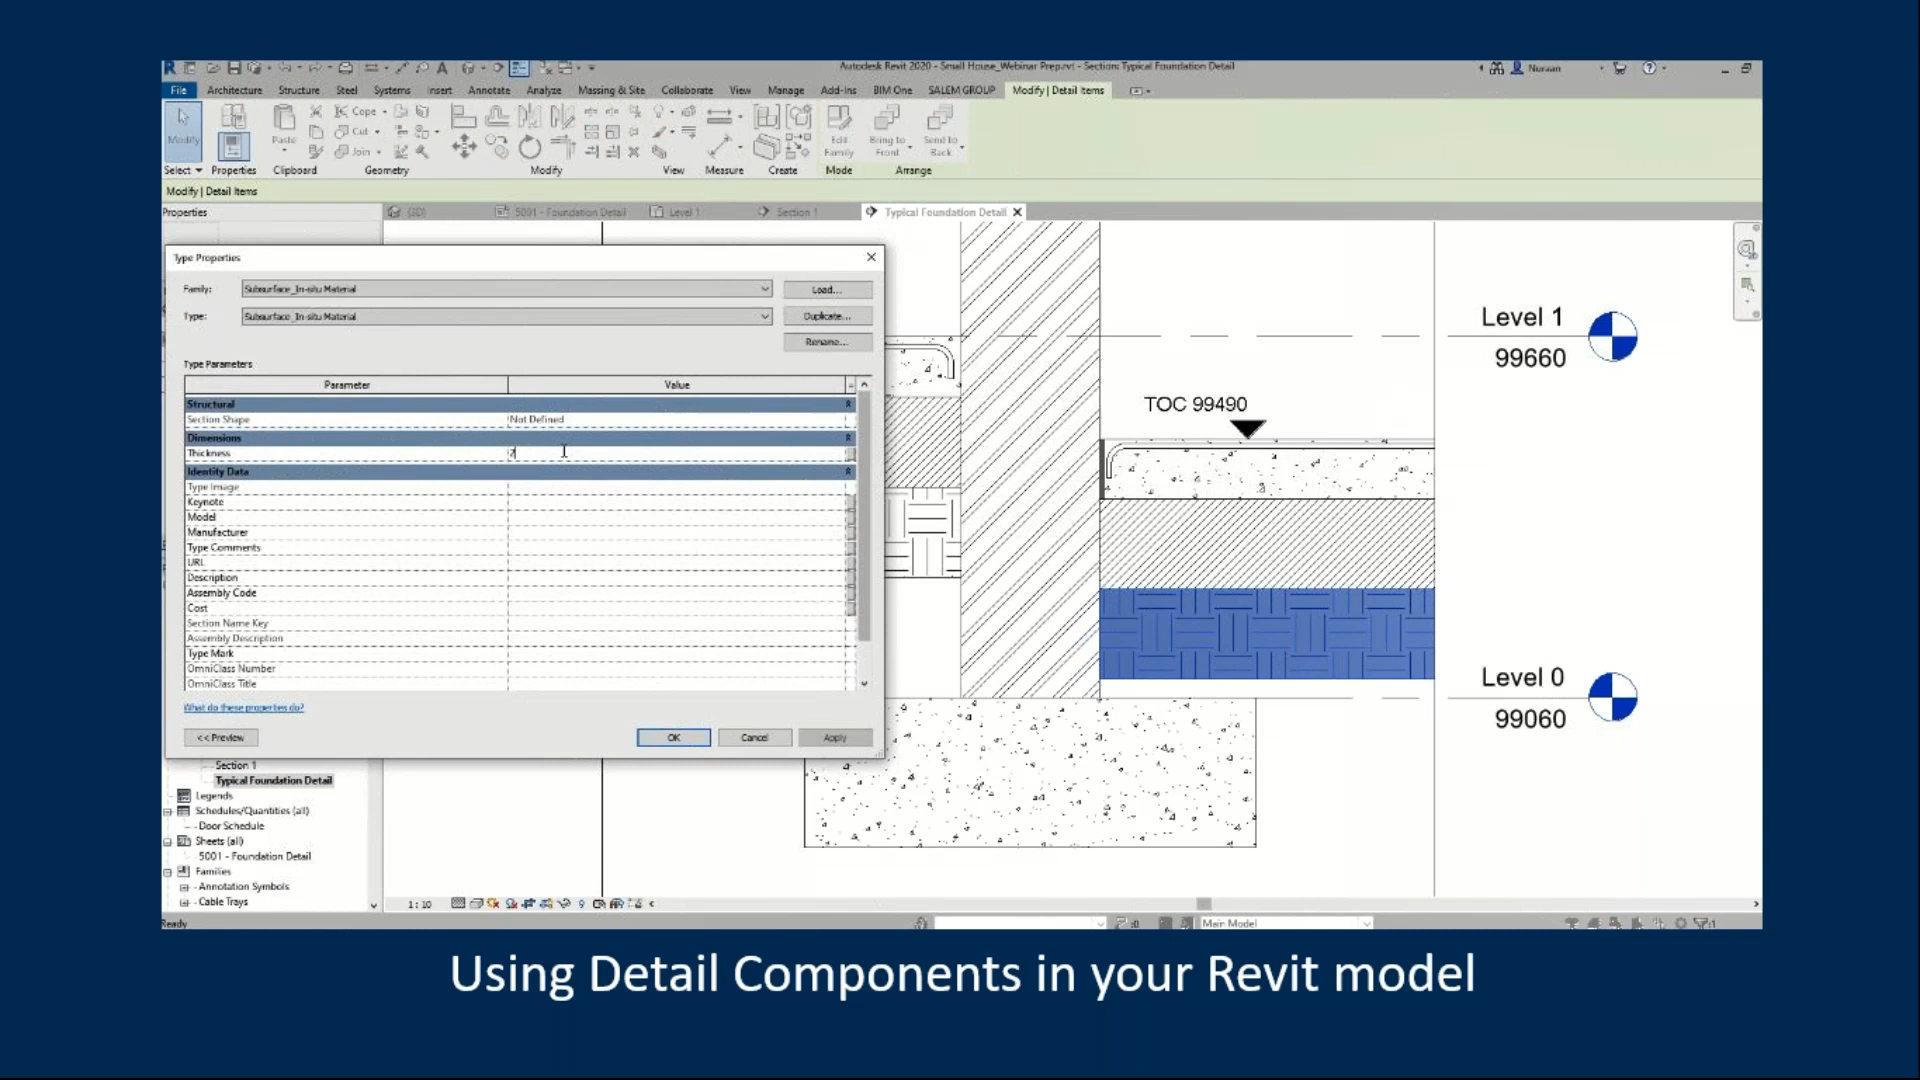 Autodesk Revit 2020 - Small House_Webinar Prep.rvt - Section: Typical Foundation Detail
Nuraan
File Architecture Structure Steel Systems Insert Annotate Analyze Massing & Site Collaborate View Manage Add-Ins BIM One SALEM GROUP Modify | Detail Items
Modify Paste Cope Cut Join Edit Family Bring to Front Send to Back
Select Properties Clipboard Geometry Modify View Measure Create Mode Arrange
Modify | Detail Items
Properties
{3D} 5001 - Foundation Detail Level 1 Section 1 Typical Foundation Detail
Type Properties
Family: Subsurface_In-situ Material Load...
Type: Subsurface_In-situ Material Duplicate...
Rename...
Type Parameters
Parameter Value
Structural
Section Shape Not Defined
Dimensions
Thickness
Identity Data
Type Image
Keynote
Model
Manufacturer
Type Comments
URL
Description
Assembly Code
Cost
Section Name Key
Assembly Description
Type Mark
OmniClass Number
OmniClass Title
What do these properties do?
<< Preview OK Cancel Apply
Level 1
99660
TOC 99490
Level 0
99060
Section 1
Typical Foundation Detail
Legends
Schedules/Quantities (all)
Door Schedule
Sheets (all)
5001 - Foundation Detail
Families
Annotation Symbols
Cable Trays
1 : 10
Ready
:0
Main Model
:1
Using Detail Components in your Revit model